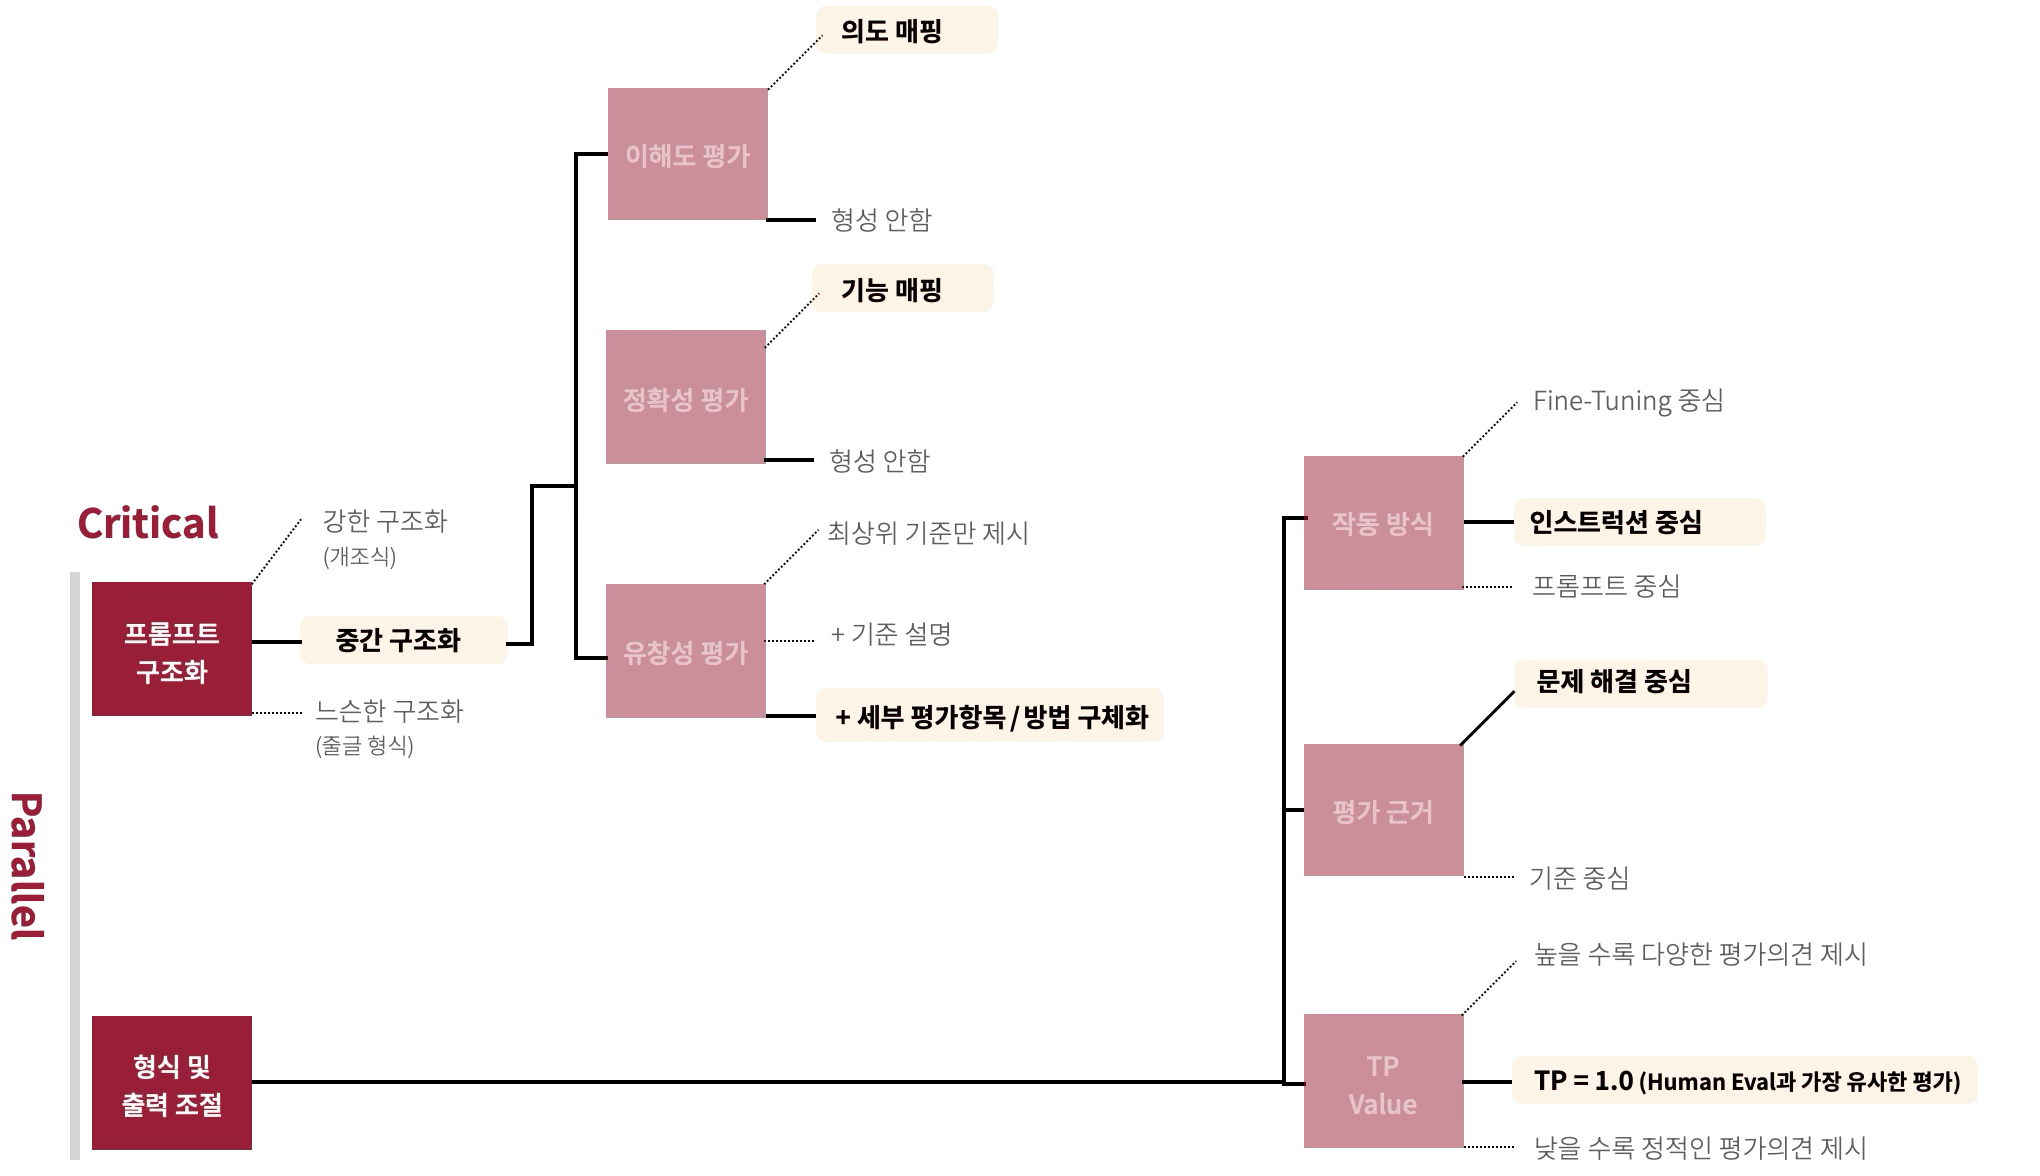 의도 매핑
이해도 평가
형성 안함
기능 매핑
정확성 평가
형성 안함
Critical
강한 구조화
(개조식)
프롬프트
구조화
중간 구조화
느슨한 구조화
(줄글 형식)
최상위 기준만 제시
유창성 평가
+ 기준 설명
+ 세부 평가항목 / 방법 구체화
Parallel
형식 및
출력 조절
Fine-Tuning 중심
작동 방식
인스트럭션 중심
프롬프트 중심
문제 해결 중심
평가 근거
기준 중심
높을 수록 다양한 평가의견 제시
TP
Value
TP = 1.0 (Human Eval과 가장 유사한 평가)
낮을 수록 정적인 평가의견 제시